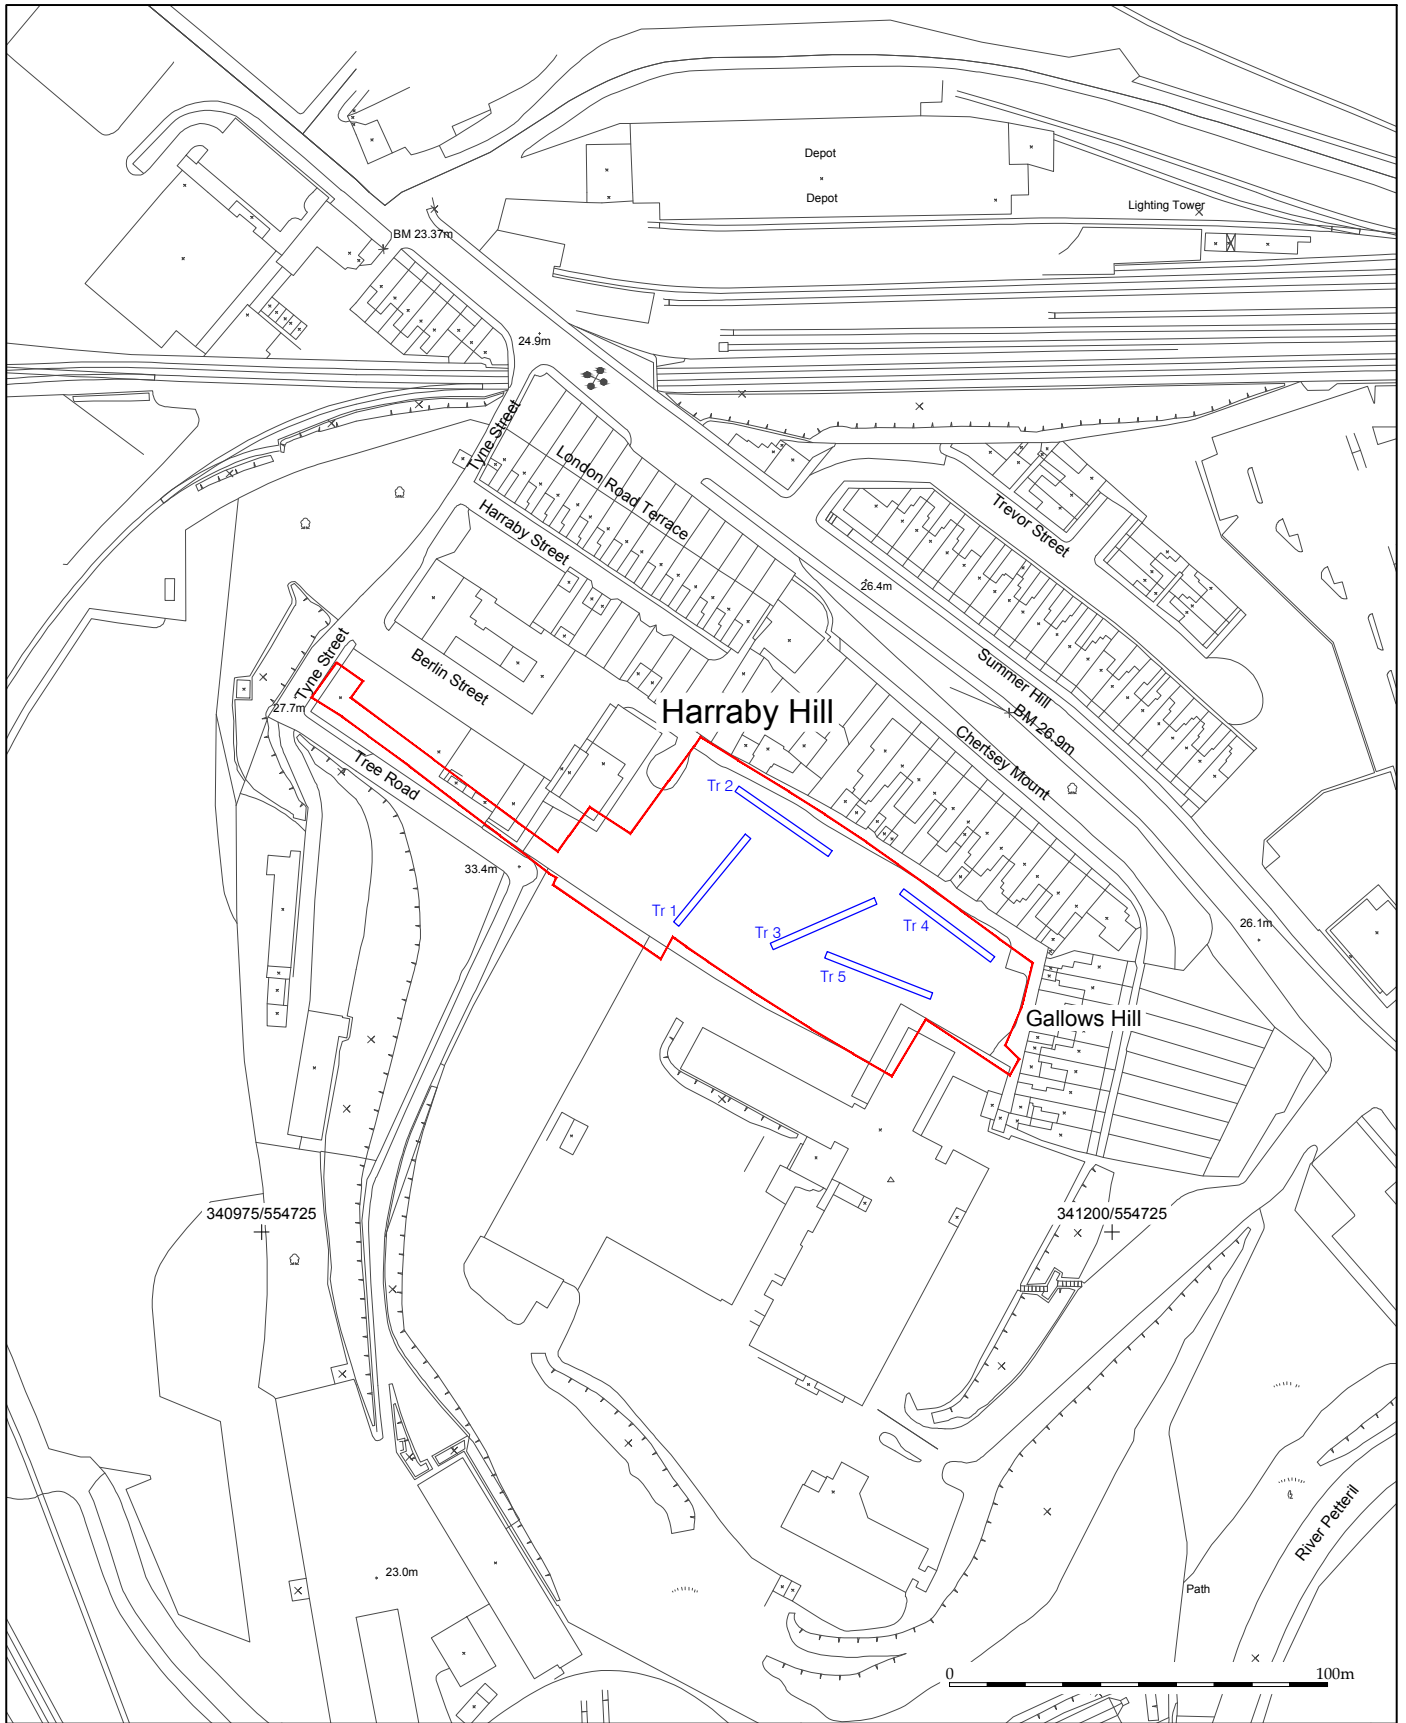 Depot
Depot
Lighting Tower
BM 23.37m
24.9m
Tyne Street
London Road Terrace
Harraby Street
Trevor Street
26.4m
Tyne Street
Berlin Street
Summer Hill
27.7m
Harraby Hill
BM 26.9m
Chertsey Mount
Tree Road
Tr 2
33.4m
Tr 1
Tr 3
Tr 4
26.1m
Tr 5
Gallows Hill
340975/554725
341200/554725
River Petteril
23.0m
Path
0
100m